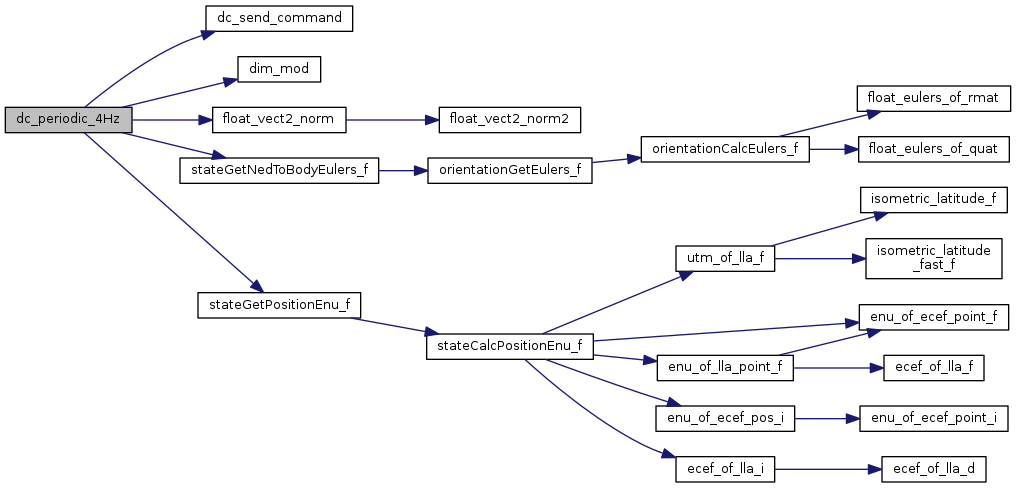 dc_send_command
dim_mod
dc_periodic_4Hz
float_vect2_norm
float_vect2_norm2
stateGetNedToBodyEulers_f
orientationGetEulers_f
orientationCalcEulers_f
float_eulers_of_rmat
float_eulers_of_quat
stateGetPositionEnu_f
stateCalcPositionEnu_f
utm_of_lla_f
isometric_latitude_f
isometric_latitude
_fast_f
enu_of_ecef_point_f
enu_of_lla_point_f
ecef_of_lla_f
enu_of_ecef_pos_i
enu_of_ecef_point_i
ecef_of_lla_i
ecef_of_lla_d